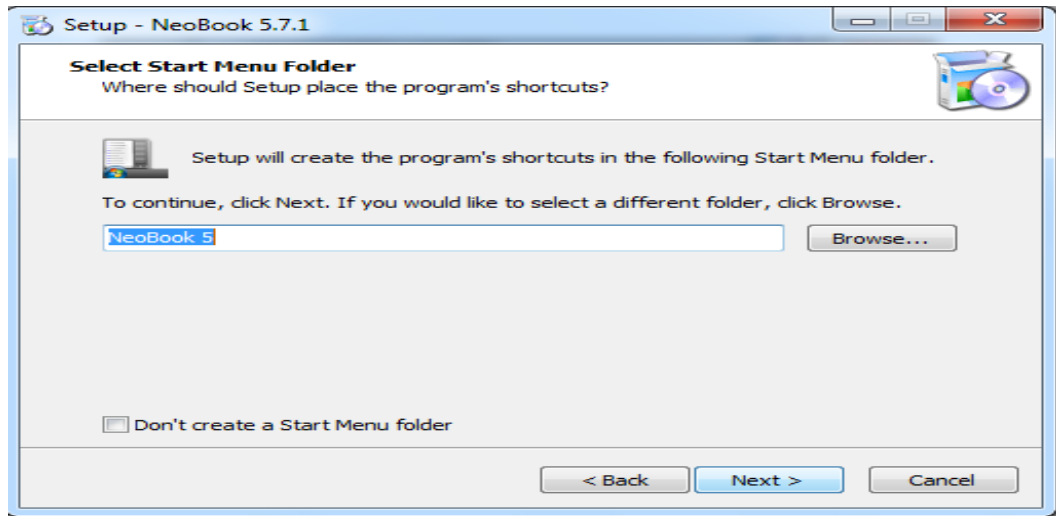 Setup - NeoBook 5.7.1
Select Start Menu Folder
Where should Setup place the program's shortcuts?
Setup will create the program's shortcuts in the following Start Menu folder.
To continue, click Next. If you would like to select a different folder, click Browse.
NeoBook 5
Browse...
Don't create a Start Menu folder
< Back
Next >
Cancel